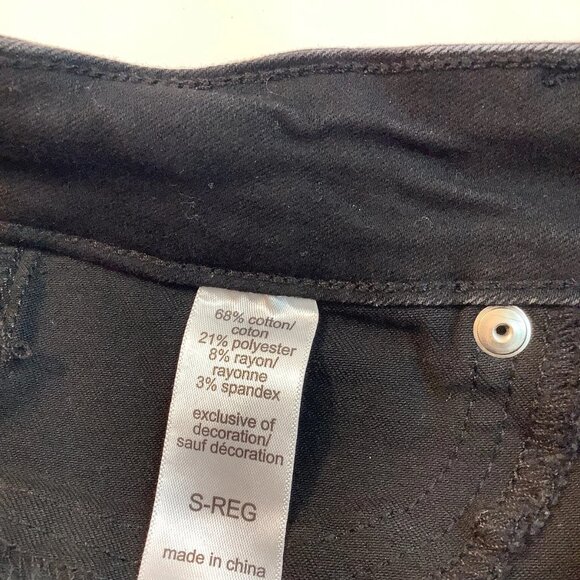 68% cotton/
coton
21% polyester
8% rayon/
rayonne
3% spandex
exclusive of
decoration/
sauf décoration
S-REG
made in china